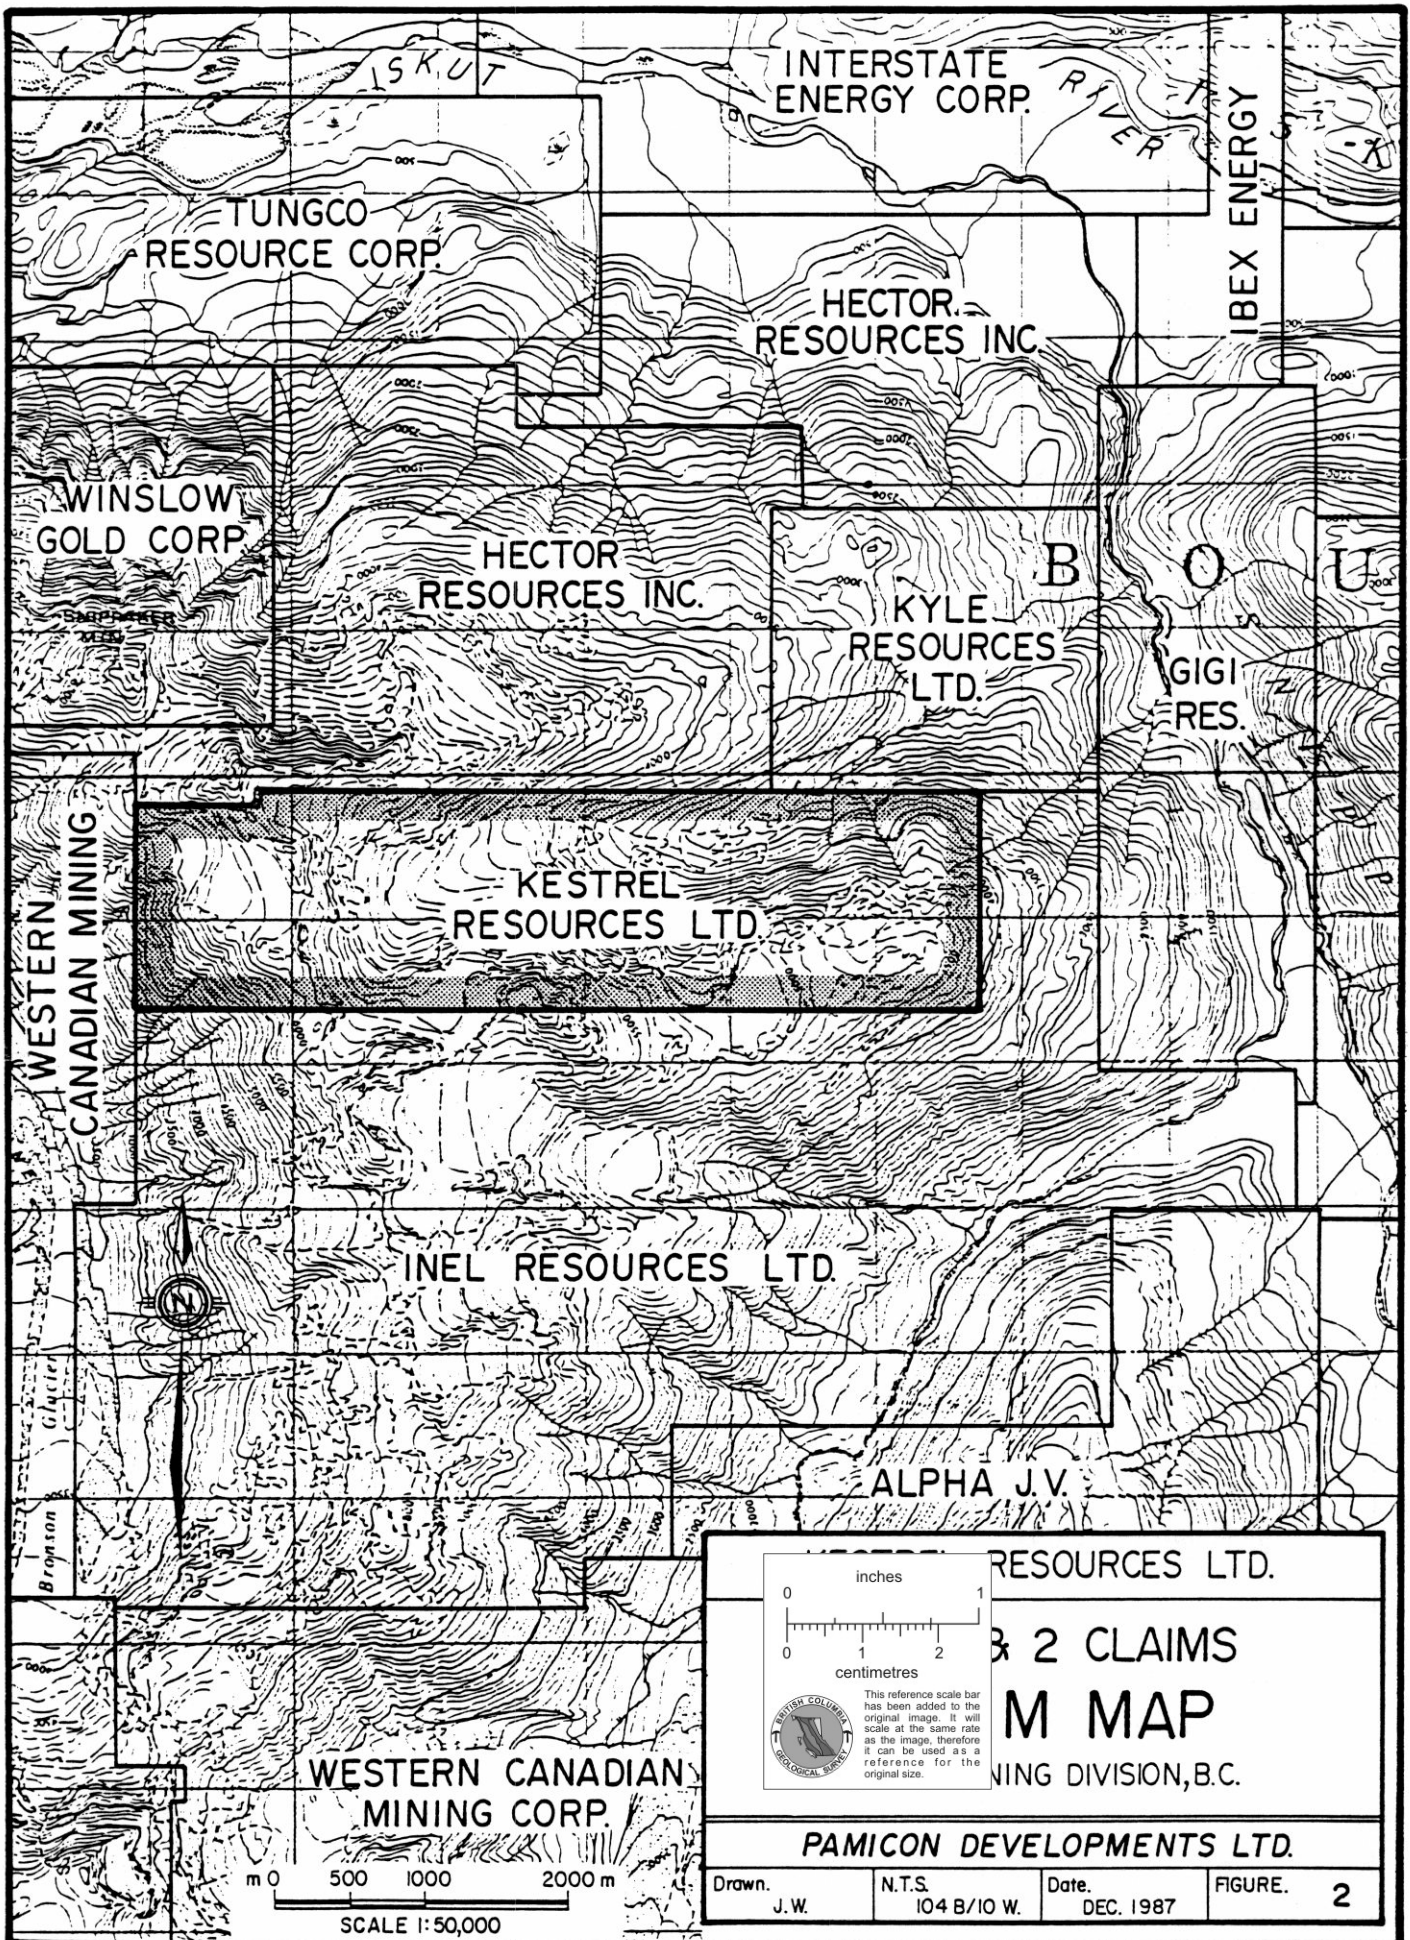 ISKUT
RIVER
INTERSTATE
ENERGY CORP.
IBEX ENERGY
TUNGCO
RESOURCE CORP.
HECTOR
RESOURCES INC.
WINSLOW
GOLD CORP.
HECTOR
RESOURCES INC.
KYLE
RESOURCES
LTD.
B O U
GIGI
RES.
WESTERN
CANADIAN MINING
KESTREL
RESOURCES LTD.
INEL RESOURCES LTD.
N
Bronson Glacier
ALPHA J.V.
WESTERN CANADIAN
MINING CORP.
m 0 500 1000 2000 m
SCALE 1:50,000
RESOURCES LTD.
& 2 CLAIMS
M MAP
NING DIVISION, B.C.
inches
0 1
0 1 2
centimetres
BRITISH COLUMBIA
GEOLOGICAL SURVEY
This reference scale bar
has been added to the
original image. It will
scale at the same rate
as the image, therefore
it can be used as a
reference for the
original size.
PAMICON DEVELOPMENTS LTD.
Drawn. J.W.
N.T.S. 104 B/10 W.
Date. DEC. 1987
FIGURE. 2